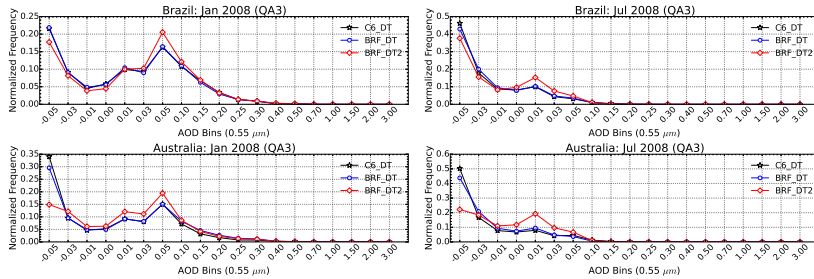 Brazil: Jan 2008 (QA3)
Normalized Frequency
0.25
0.20
0.15
0.10
0.05
0.00
C6_DT
BRF_DT
BRF_DT2
-0.05 -0.03 -0.01 0.00 0.01 0.03 0.05 0.10 0.15 0.20 0.25 0.30 0.40 0.50 0.70 1.00 1.50 2.00 3.00
AOD Bins (0.55 μm)
Brazil: Jul 2008 (QA3)
Normalized Frequency
0.5
0.4
0.3
0.2
0.1
0.0
C6_DT
BRF_DT
BRF_DT2
-0.05 -0.03 -0.01 0.00 0.01 0.03 0.05 0.10 0.15 0.20 0.25 0.30 0.40 0.50 0.70 1.00 1.50 2.00 3.00
AOD Bins (0.55 μm)
Australia: Jan 2008 (QA3)
Normalized Frequency
0.35
0.30
0.25
0.20
0.15
0.10
0.05
0.00
C6_DT
BRF_DT
BRF_DT2
-0.05 -0.03 -0.01 0.00 0.01 0.03 0.05 0.10 0.15 0.20 0.25 0.30 0.40 0.50 0.70 1.00 1.50 2.00 3.00
AOD Bins (0.55 μm)
Australia: Jul 2008 (QA3)
Normalized Frequency
0.6
0.5
0.4
0.3
0.2
0.1
0.0
C6_DT
BRF_DT
BRF_DT2
-0.05 -0.03 -0.01 0.00 0.01 0.03 0.05 0.10 0.15 0.20 0.25 0.30 0.40 0.50 0.70 1.00 1.50 2.00 3.00
AOD Bins (0.55 μm)